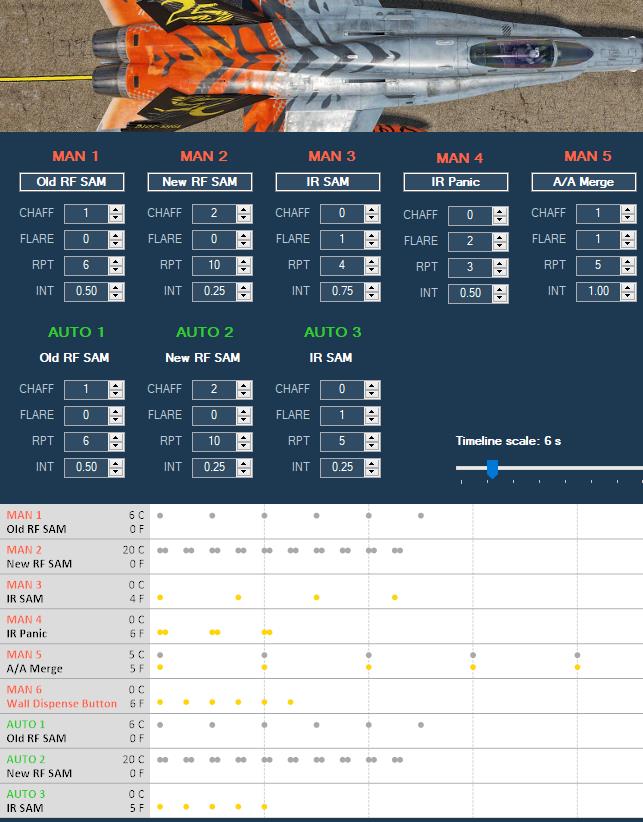 MAN 1 MAN 2 MAN 3 MAN 4 MAN 5
Old RF SAM New RF SAM IR SAM IR Panic A/A Merge
CHAFF 1 CHAFF 2 CHAFF 0 CHAFF 0 CHAFF 1
FLARE 0 FLARE 0 FLARE 1 FLARE 2 FLARE 1
RPT 6 RPT 10 RPT 4 RPT 3 RPT 5
INT 0.50 INT 0.25 INT 0.75 INT 0.50 INT 1.00
AUTO 1 AUTO 2 AUTO 3
Old RF SAM New RF SAM IR SAM
CHAFF 1 CHAFF 2 CHAFF 0
FLARE 0 FLARE 0 FLARE 1
RPT 6 RPT 10 RPT 5
INT 0.50 INT 0.25 INT 0.25
Timeline scale: 6 s
MAN 1 6 C
Old RF SAM 0 F
MAN 2 20 C
New RF SAM 0 F
MAN 3 0 C
IR SAM 4 F
MAN 4 0 C
IR Panic 6 F
MAN 5 5 C
A/A Merge 5 F
MAN 6 0 C
Wall Dispense Button 6 F
AUTO 1 6 C
Old RF SAM 0 F
AUTO 2 20 C
New RF SAM 0 F
AUTO 3 0 C
IR SAM 5 F